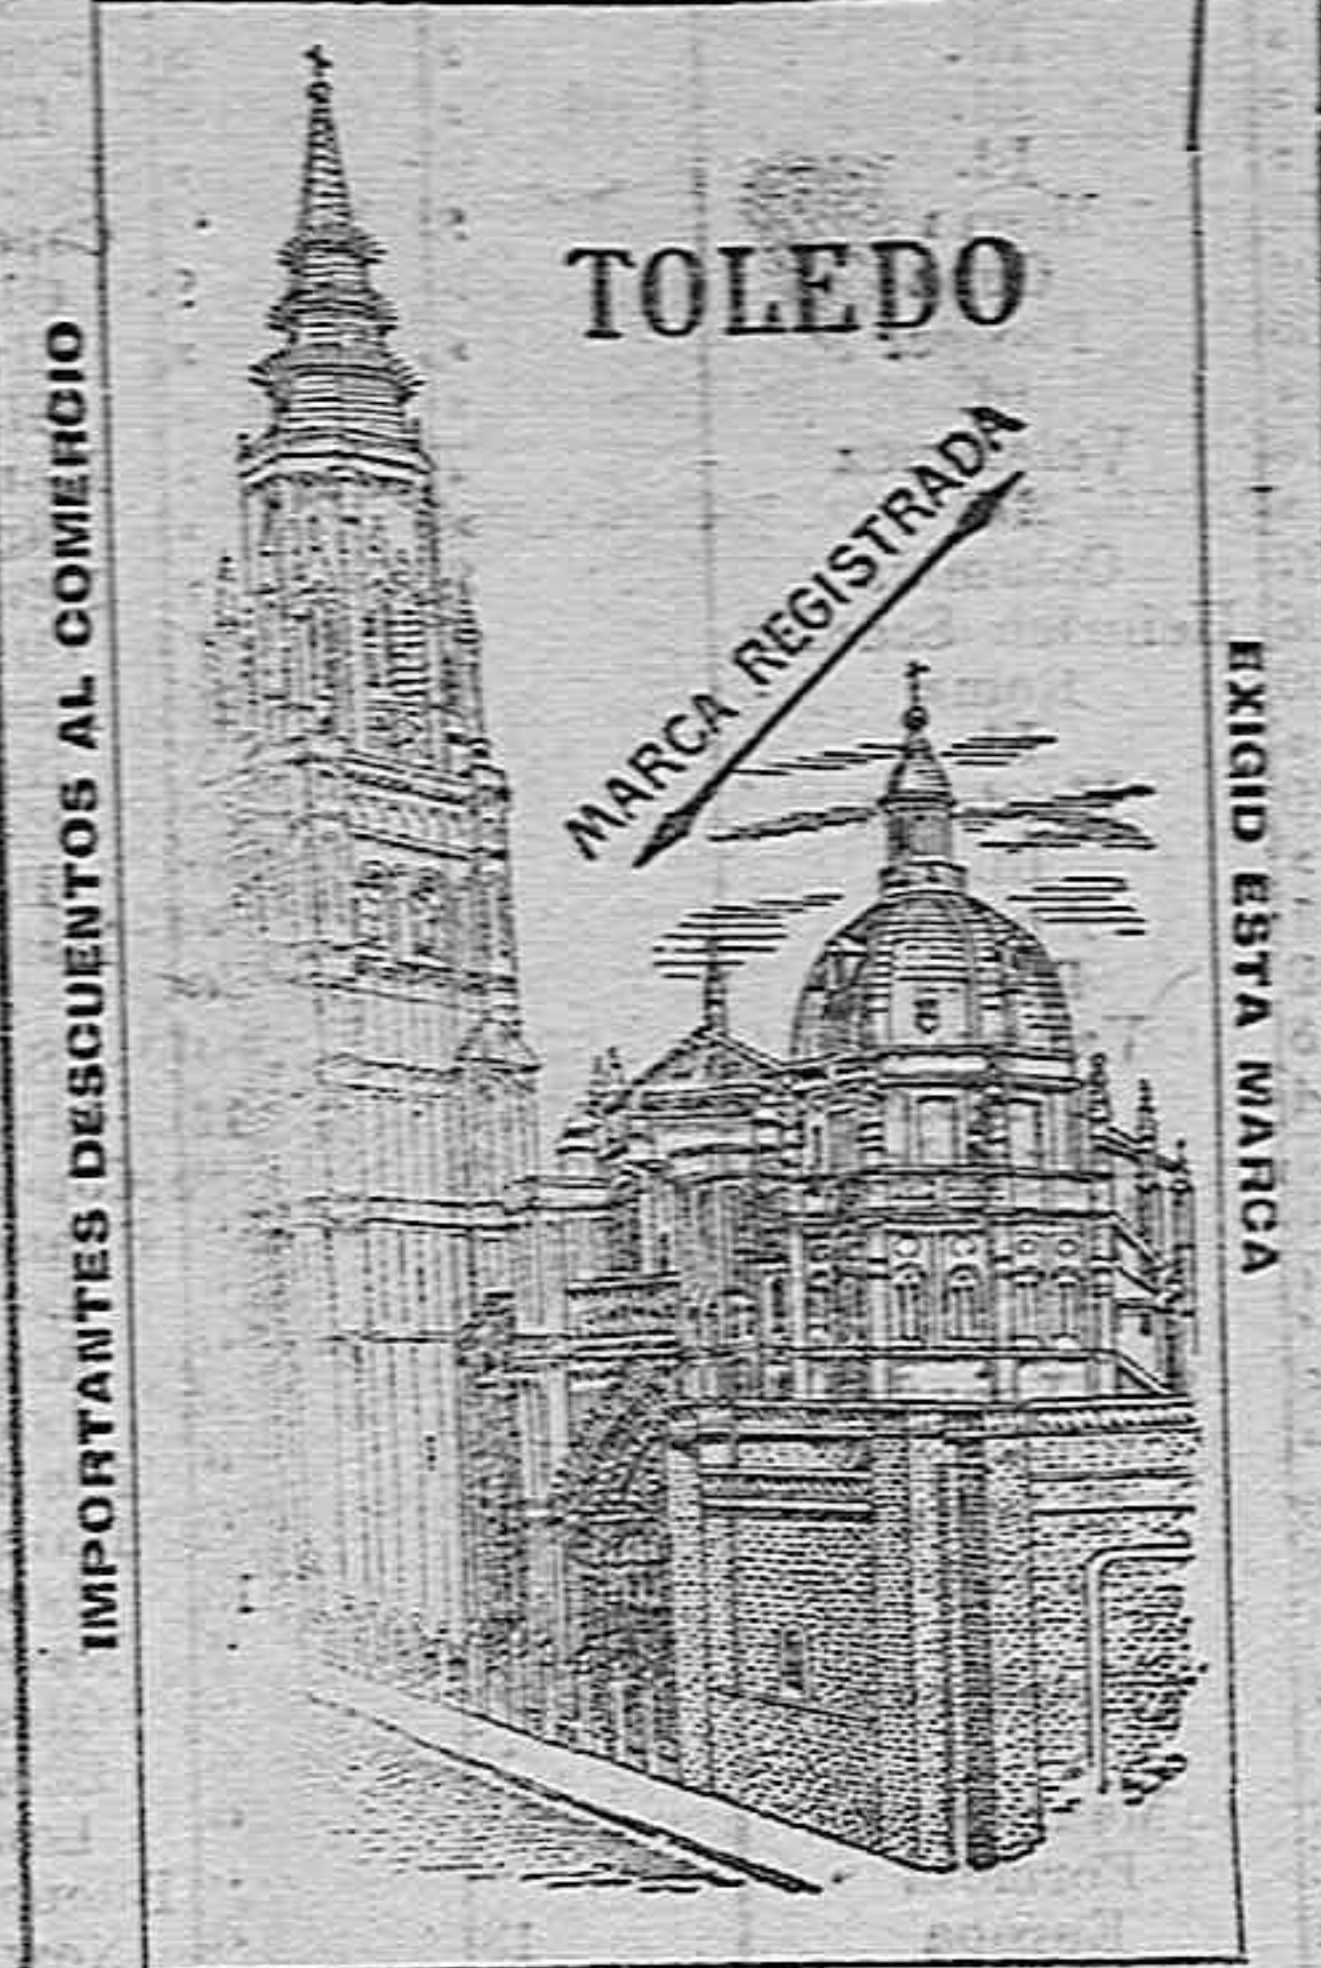 IMPORTANTES DESCUENTOS AL COMERCIO
TOLEDO
MARCA REGISTRADA
EXIGID ESTA MARCA